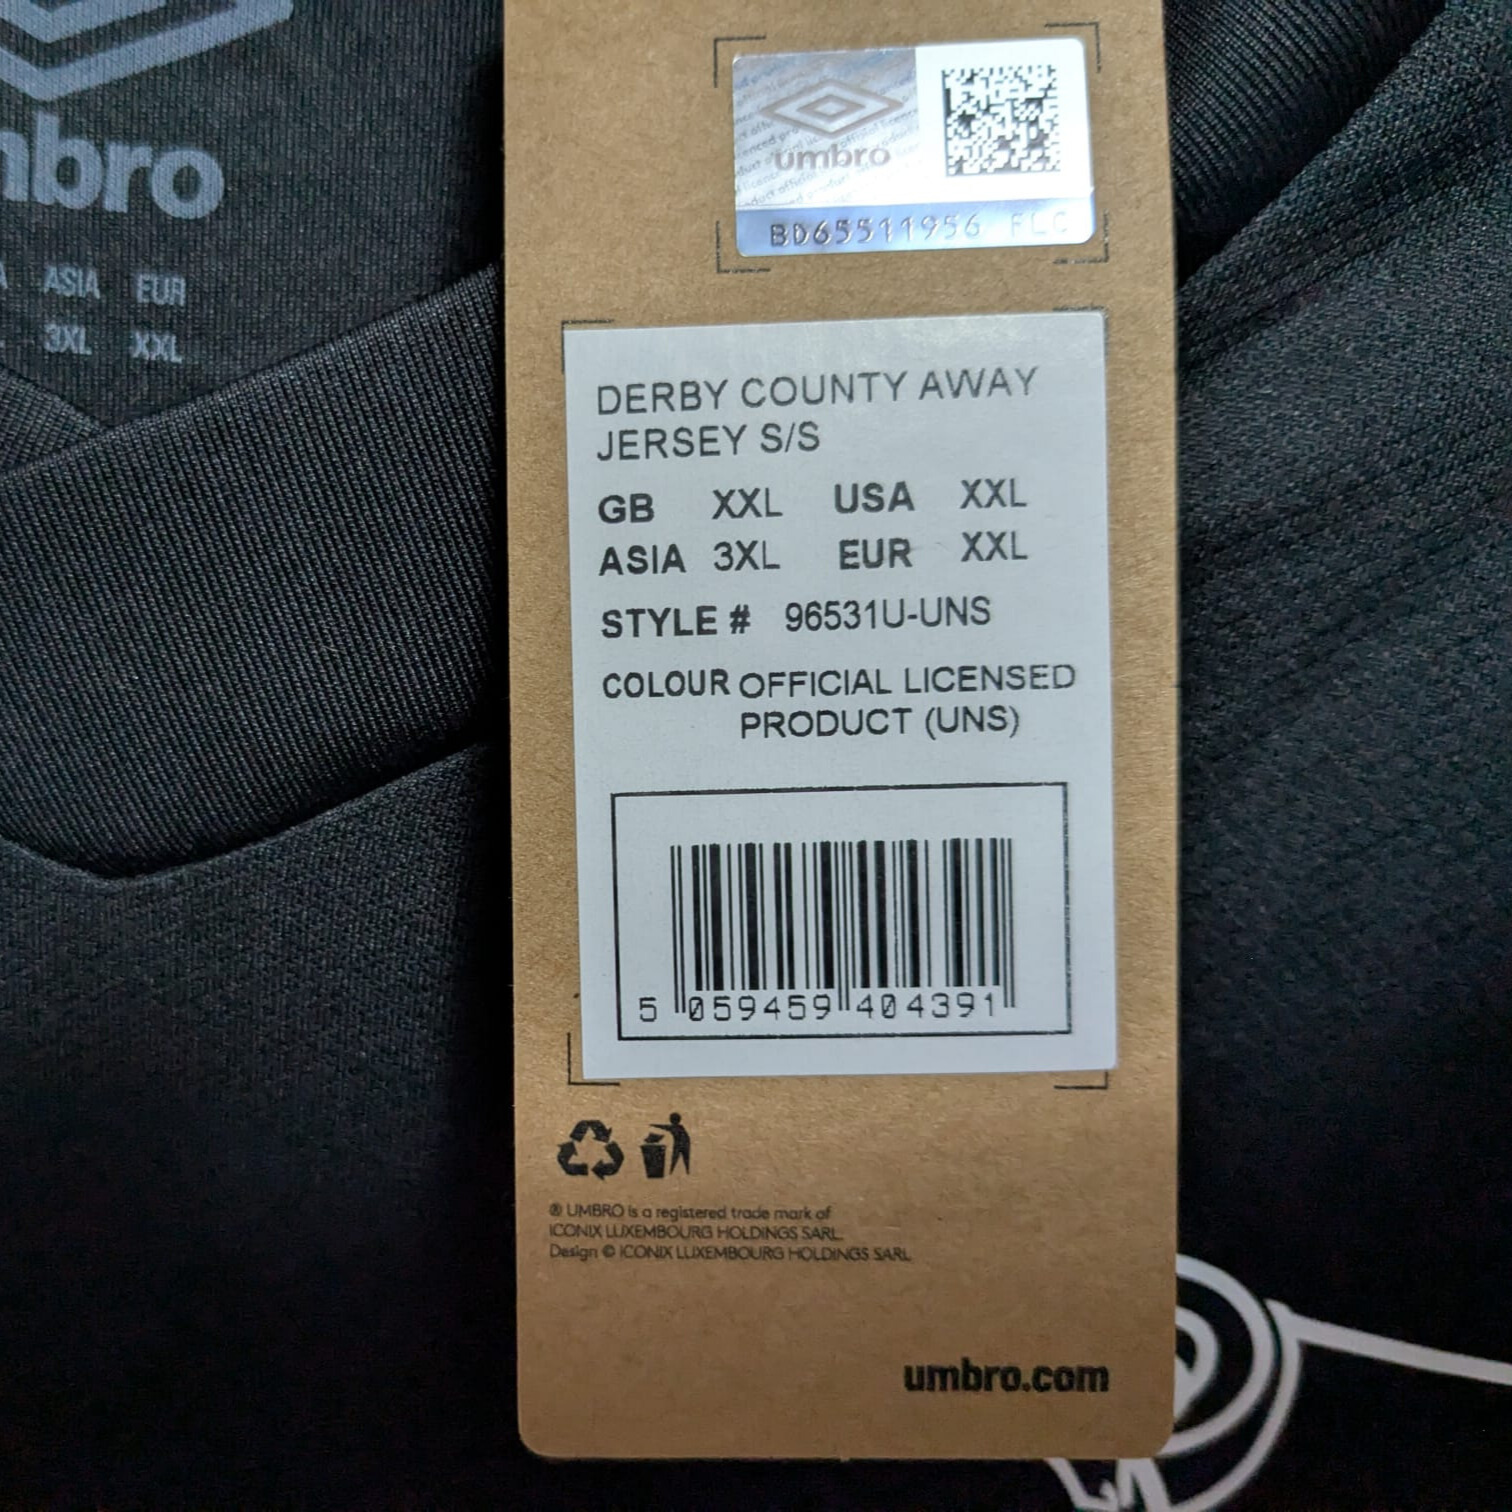 umbro
BD65511956 FLC
mbro
ASIA EUR
3XL XXL
DERBY COUNTY AWAY
JERSEY S/S
GB XXL USA XXL
ASIA 3XL EUR XXL
STYLE # 96531U-UNS
COLOUR OFFICIAL LICENSED
PRODUCT (UNS)
5 059459 404391
® UMBRO is a registered trade mark of
ICONIX LUXEMBOURG HOLDINGS SARL.
Design © ICONIX LUXEMBOURG HOLDINGS SARL
umbro.com